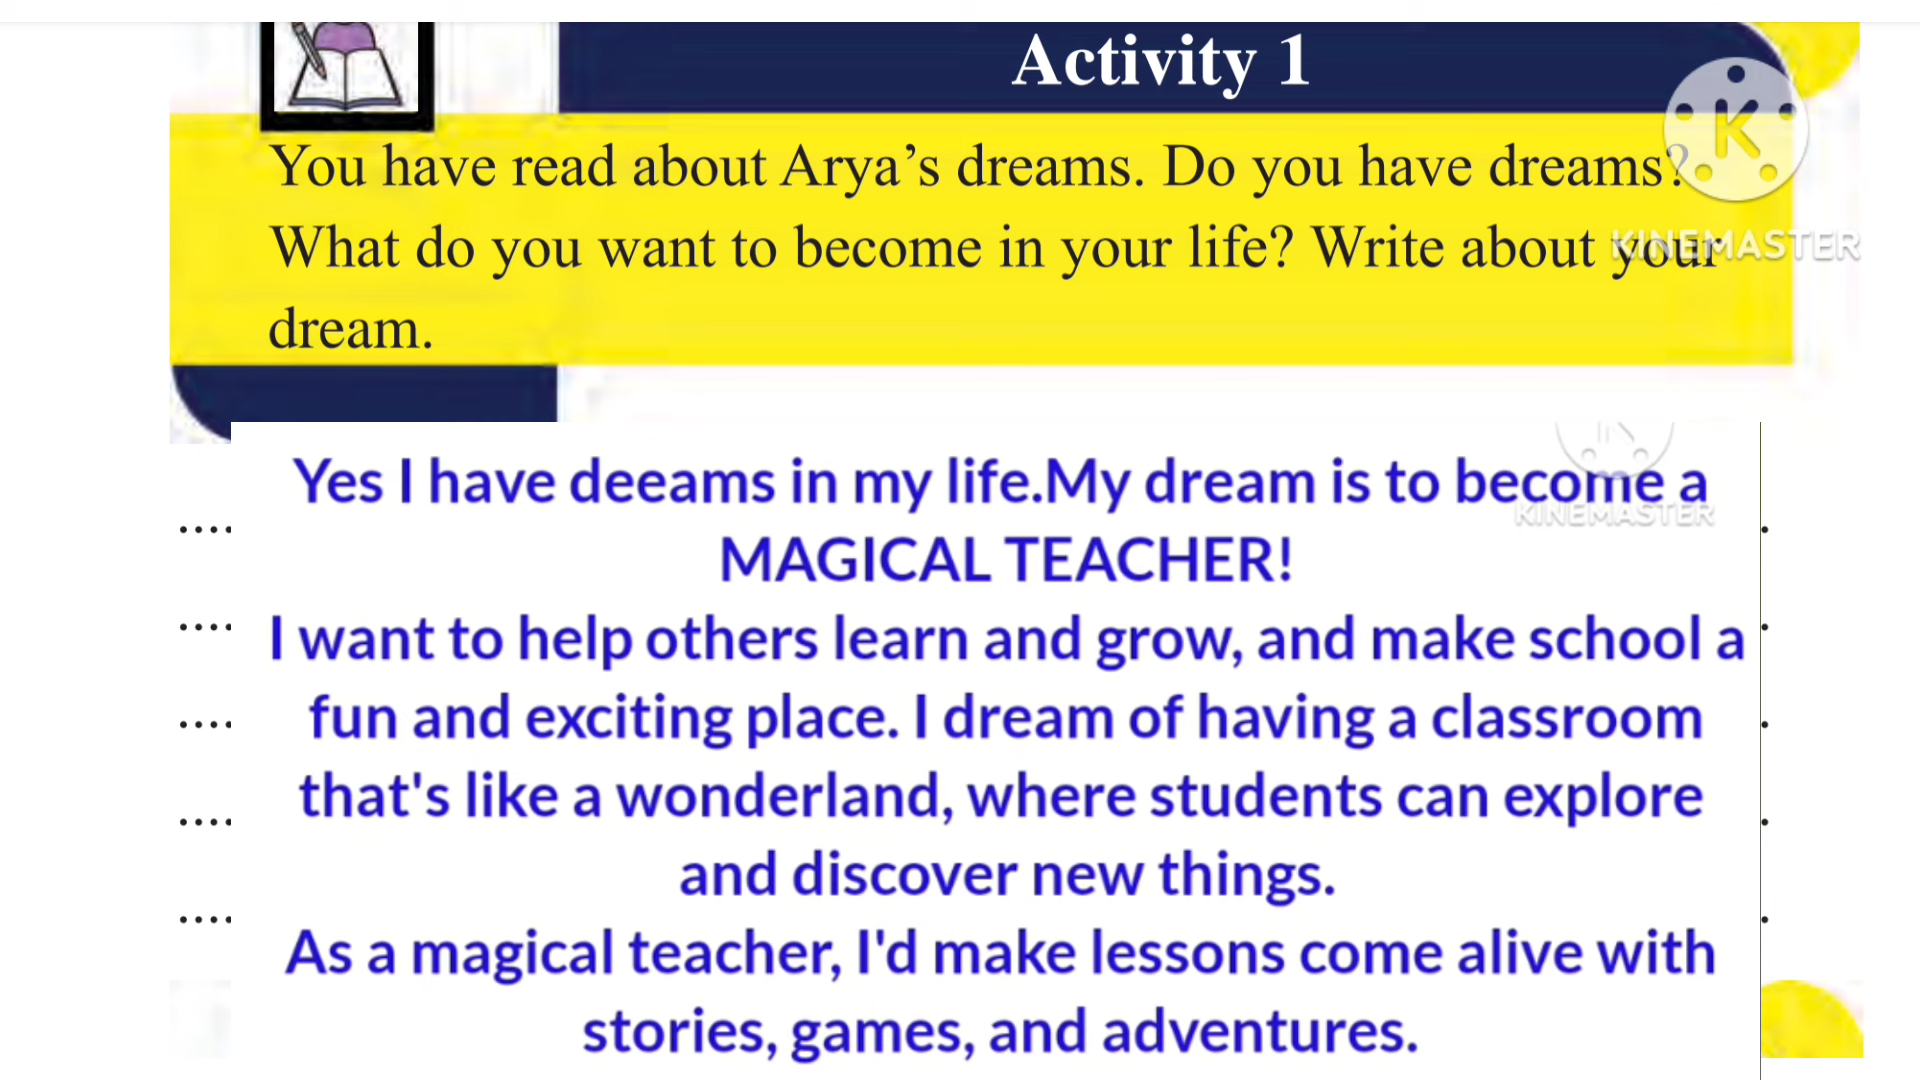 Activity 1
You have read about Arya’s dreams. Do you have dreams?
What do you want to become in your life? Write about your
dream.
K
KINEMASTER
Yes I have deeams in my life.My dream is to become a
KINEMASTER
MAGICAL TEACHER!
I want to help others learn and grow, and make school a
fun and exciting place. I dream of having a classroom
that's like a wonderland, where students can explore
and discover new things.
As a magical teacher, I'd make lessons come alive with
stories, games, and adventures.